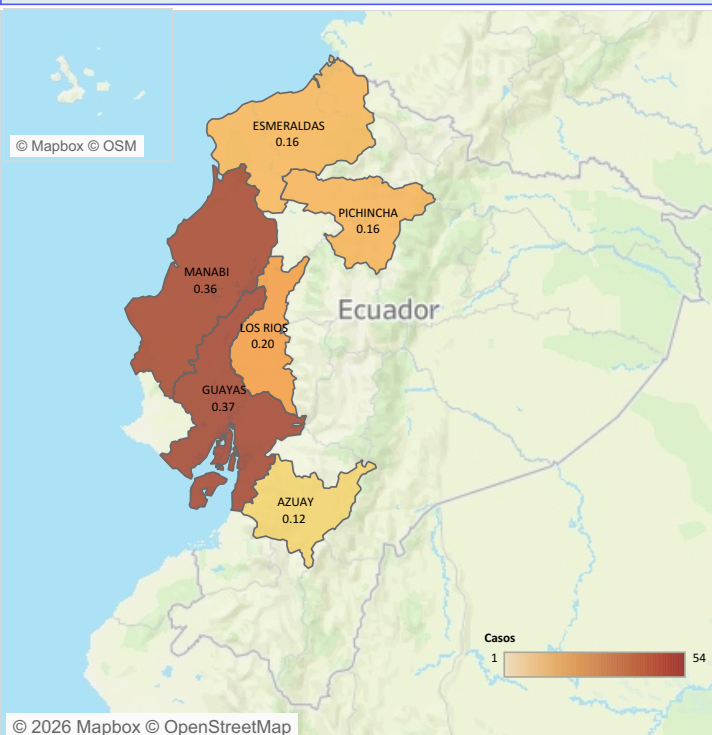 © Mapbox © OSM
ESMERALDAS
0.16
PICHINCHA
0.16
MANABI
0.36
Ecuador
LOS RIOS
0.20
GUAYAS
0.37
AZUAY
0.12
Casos
1
54
© 2026 Mapbox © OpenStreetMap